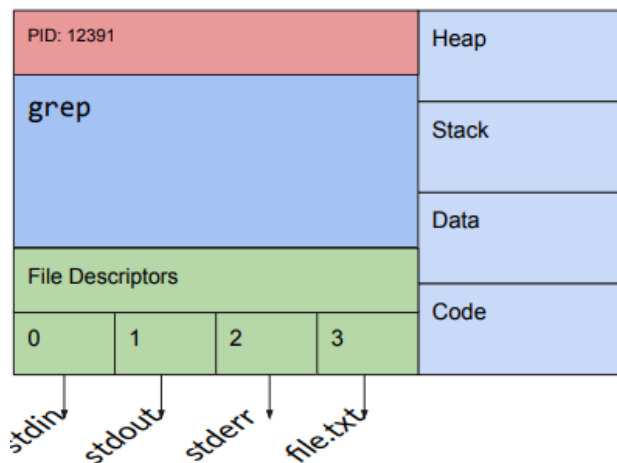 PID: 12391
grep
File Descriptors
0
1
2
3
stdin
stdout
stderr
file.txt
Heap
Stack
Data
Code